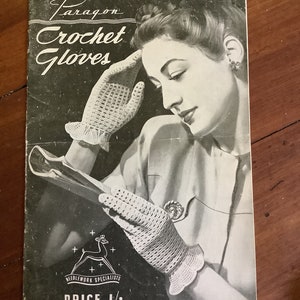 Paragon
Crochet
Gloves
NEEDLEWORK SPECIALISTS
PRICE 1/-